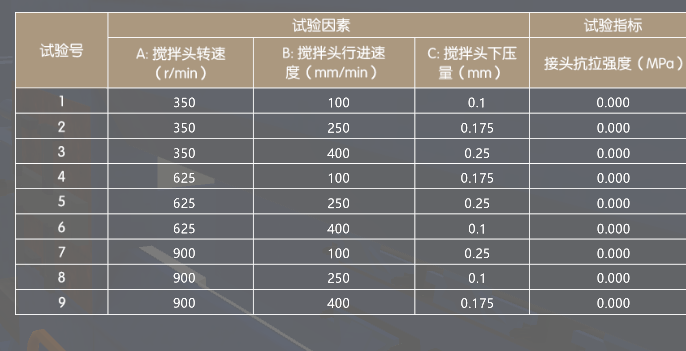 试验号 试验因素 试验指标
A: 搅拌头转速（r/min） B: 搅拌头行进速度（mm/min） C: 搅拌头下压量（mm） 接头抗拉强度（MPa）
1 350 100 0.1 0.000
2 350 250 0.175 0.000
3 350 400 0.25 0.000
4 625 100 0.175 0.000
5 625 250 0.25 0.000
6 625 400 0.1 0.000
7 900 100 0.25 0.000
8 900 250 0.1 0.000
9 900 400 0.175 0.000